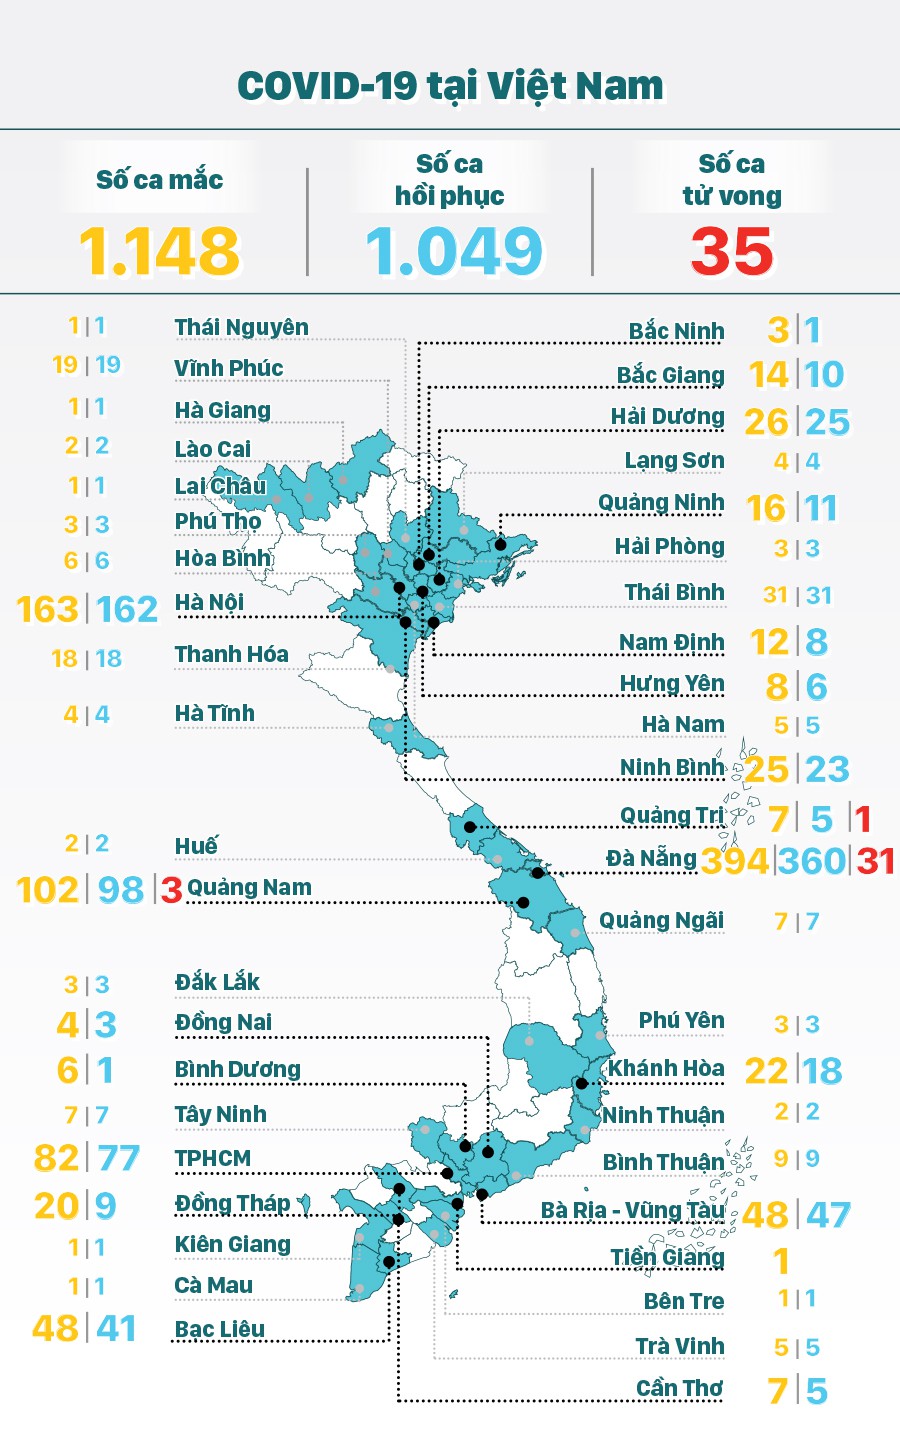 COVID-19 tại Việt Nam
Số ca mắc
1.148
Số ca
hồi phục
1.049
Số ca
tử vong
35
1|1 Thái Nguyên
19|19 Vĩnh Phúc
1|1 Hà Giang
2|2 Lào Cai
1|1 Lai Châu
3|3 Phú Thọ
6|6 Hòa Bình
163|162 Hà Nội
18|18 Thanh Hóa
4|4 Hà Tĩnh
2|2 Huế
102|98|3 Quảng Nam
3|3 Đắk Lắk
4|3 Đồng Nai
6|1 Bình Dương
7|7 Tây Ninh
82|77 TPHCM
20|9 Đồng Tháp
1|1 Kiên Giang
1|1 Cà Mau
48|41 Bạc Liêu
Bắc Ninh 3|1
Bắc Giang 14|10
Hải Dương 26|25
Lạng Sơn 4|4
Quảng Ninh 16|11
Hải Phòng 3|3
Thái Bình 31|31
Nam Định 12|8
Hưng Yên 8|6
Hà Nam 5|5
Ninh Bình 25|23
Quảng Trị 7|5|1
Đà Nẵng 394|360|31
Quảng Ngãi 7|7
Phú Yên 3|3
Khánh Hòa 22|18
Ninh Thuận 2|2
Bình Thuận 9|9
Bà Rịa - Vũng Tàu 48|47
Tiền Giang 1
Bến Tre 1|1
Trà Vinh 5|5
Cần Thơ 7|5